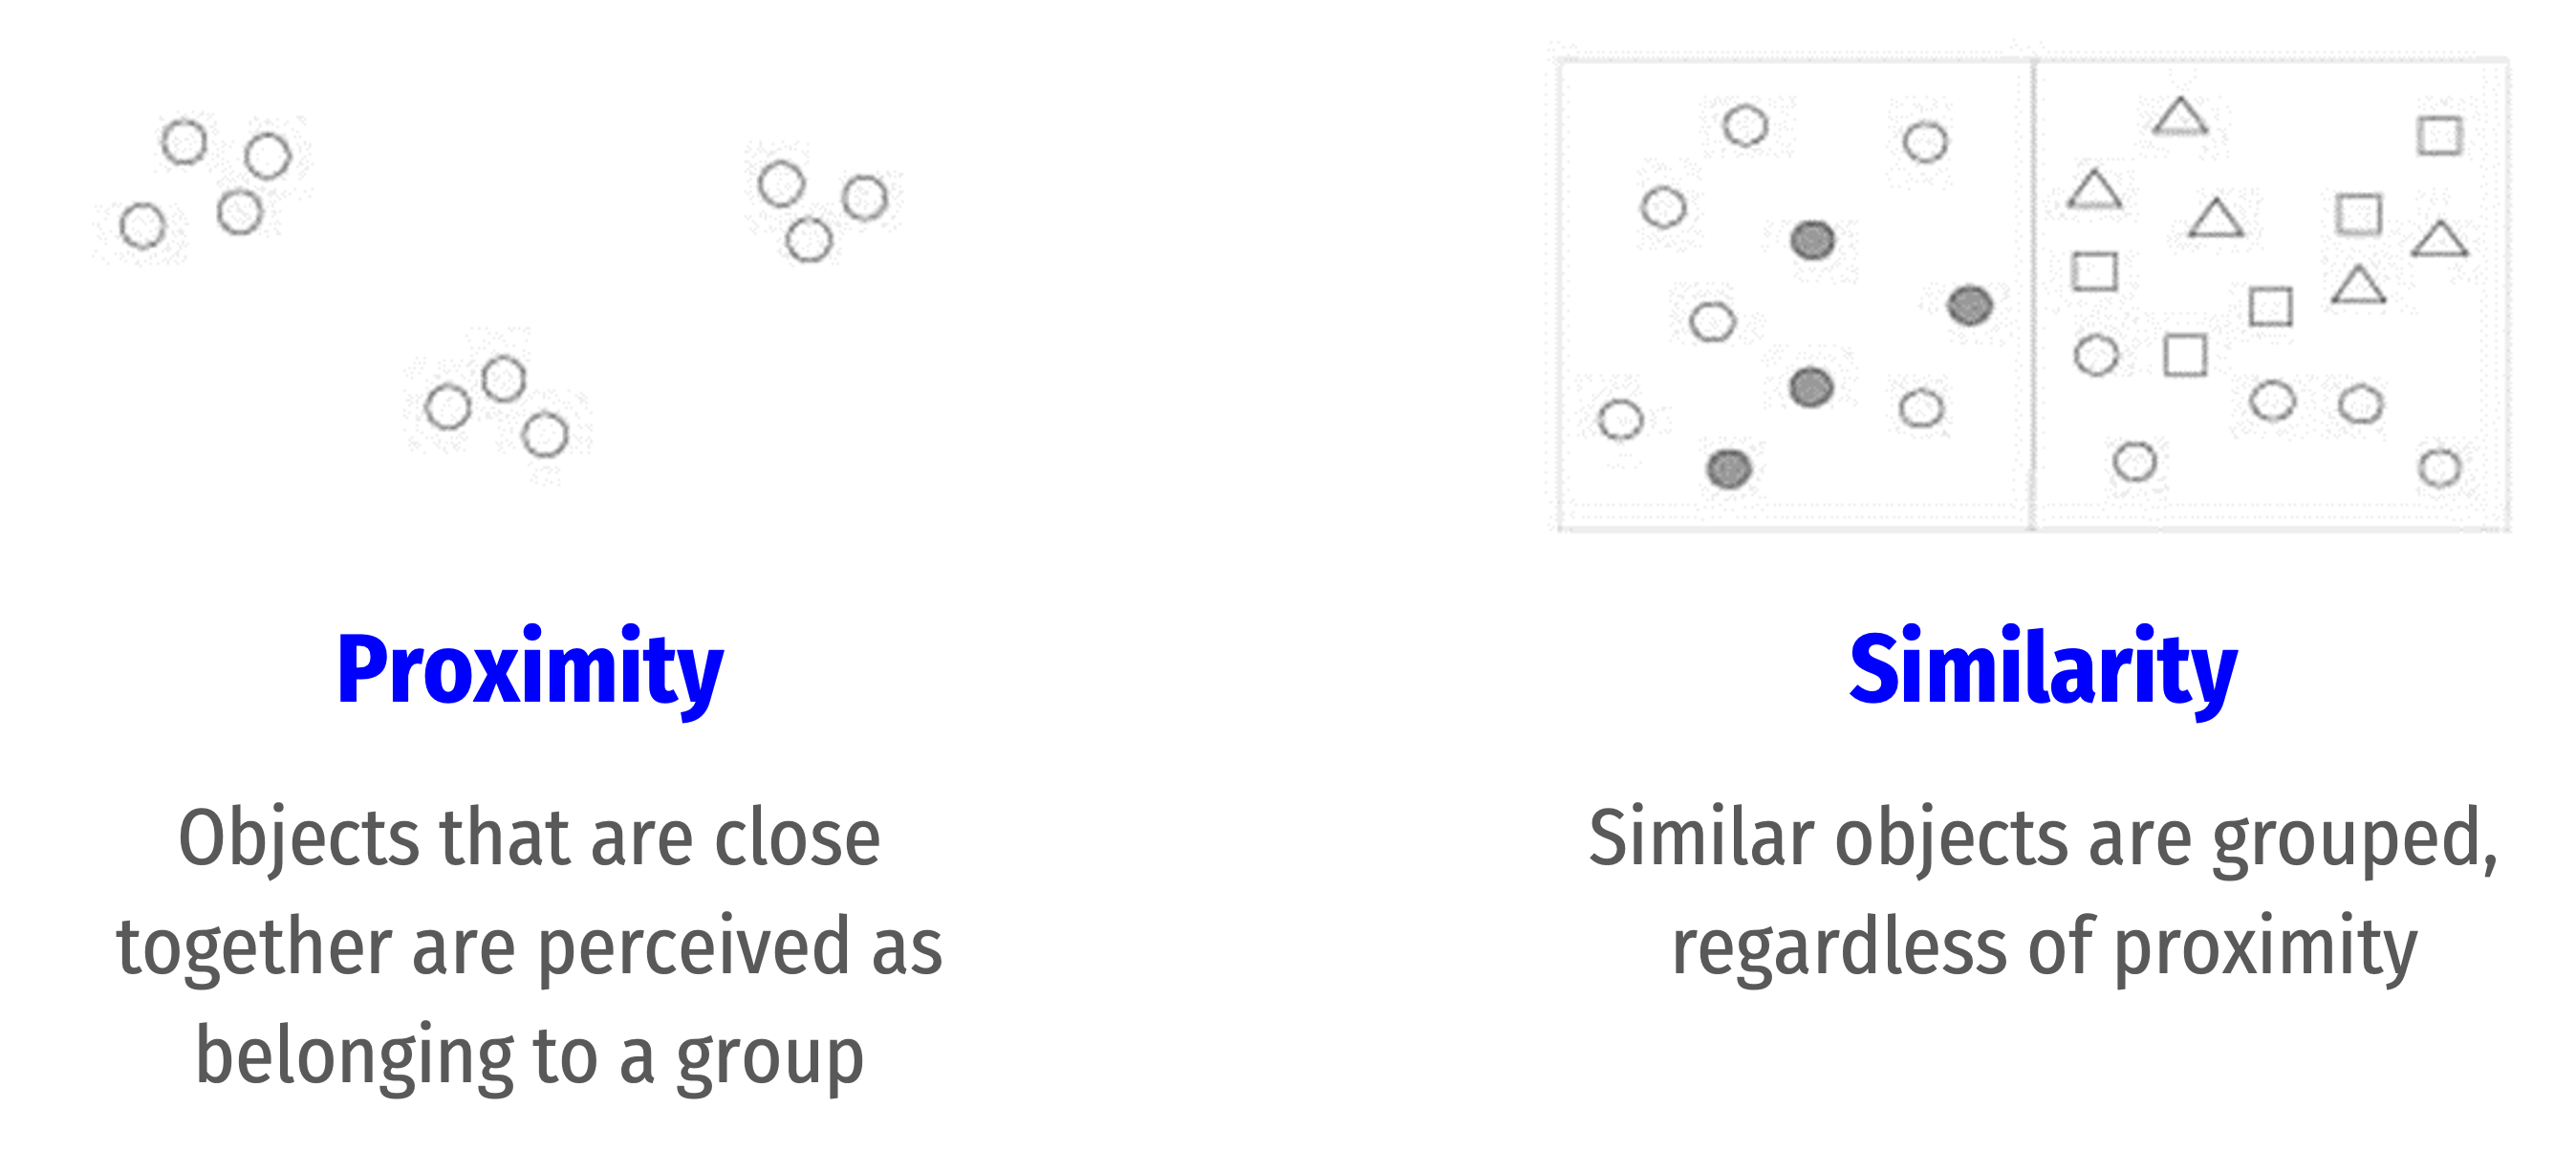 Proximity
Objects that are close
together are perceived as
belonging to a group
Similarity
Similar objects are grouped,
regardless of proximity